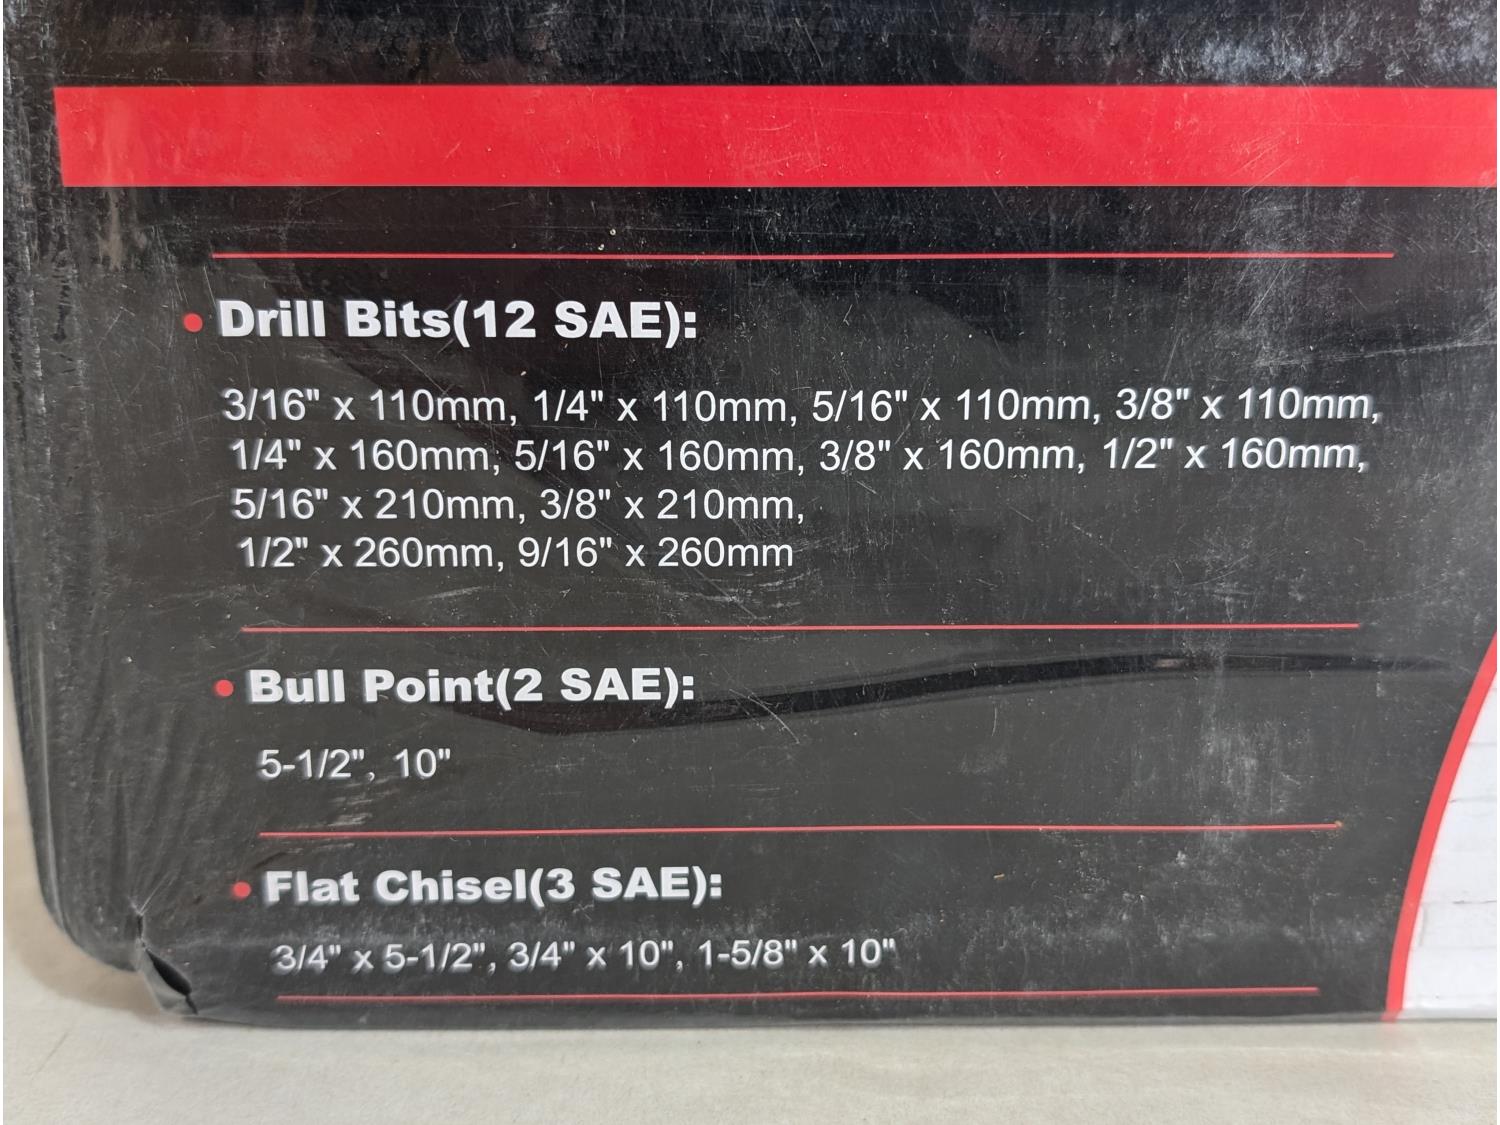 Drill Bits(12 SAE):
3/16" x 110mm, 1/4" x 110mm, 5/16" x 110mm, 3/8" x 110mm,
1/4" x 160mm, 5/16" x 160mm, 3/8" x 160mm, 1/2" x 160mm,
5/16" x 210mm, 3/8" x 210mm,
1/2" x 260mm, 9/16" x 260mm
Bull Point(2 SAE):
5-1/2", 10"
Flat Chisel(3 SAE):
3/4" x 5-1/2", 3/4" x 10", 1-5/8" x 10"